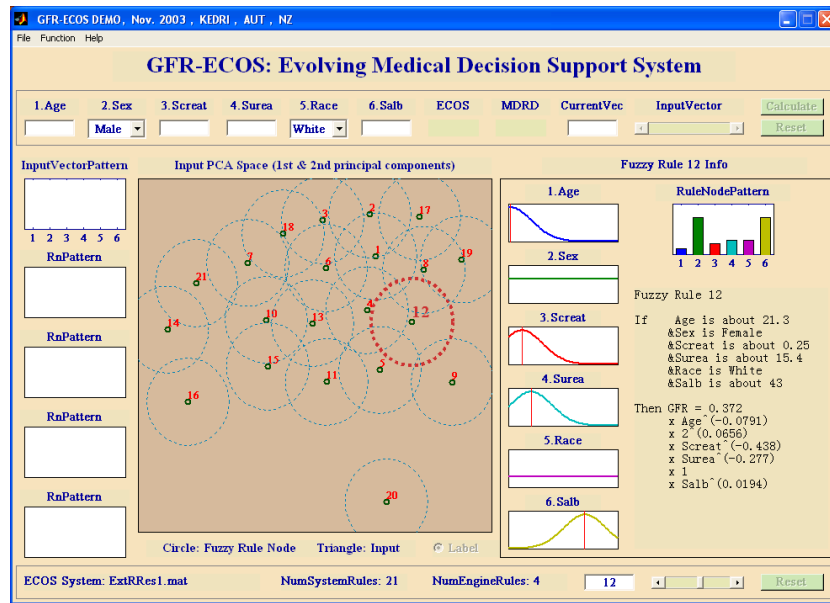 GFR-ECOS DEMO, Nov. 2003 , KEDRI , AUT , NZ
File Function Help
GFR-ECOS: Evolving Medical Decision Support System
1.Age 2.Sex 3.Screat 4.Surea 5.Race 6.Salb ECOS MDRD CurrentVec InputVector Calculate
Male White Reset
InputVectorPattern
1 2 3 4 5 6
RnPattern
RnPattern
RnPattern
RnPattern
Input PCA Space (1st & 2nd principal components)
2 17
3
18
1
7 6 8 19
21
4
10 13 12
14
15 5
11 9
16
20
Circle: Fuzzy Rule Node Triangle: Input Label
Fuzzy Rule 12 Info
1.Age
2.Sex
3.Screat
4.Surea
5.Race
6.Salb
RuleNodePattern
1 2 3 4 5 6
Fuzzy Rule 12
If Age is about 21.3
&Sex is Female
&Screat is about 0.25
&Surea is about 15.4
&Race is White
&Salb is about 43
Then GFR = 0.372
x Age^(-0.0791)
x 2^(0.0656)
x Screat^(-0.438)
x Surea^(-0.277)
x 1
x Salb^(0.0194)
ECOS System: ExtRRes1.mat NumSystemRules: 21 NumEngineRules: 4 12 Reset